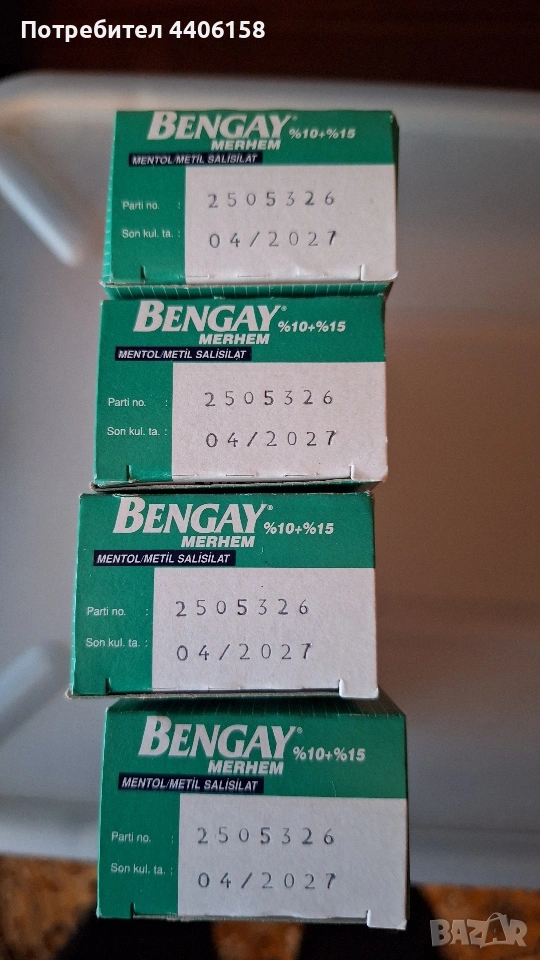 Потребител 4406158
BENGAY® %10+%15
MERHEM
MENTOL/METİL SALİSİLAT
Parti no. : 2505326
Son kul. ta. : 04/2027
BENGAY® %10+%15
MERHEM
MENTOL/METİL SALİSİLAT
Parti no. : 2505326
Son kul. ta. : 04/2027
BENGAY® %10+%15
MERHEM
MENTOL/METİL SALİSİLAT
Parti no. : 2505326
Son kul. ta. : 04/2027
BENGAY® %10+%15
MERHEM
MENTOL/METİL SALİSİLAT
Parti no. : 2505326
Son kul. ta. : 04/2027
BAZAR